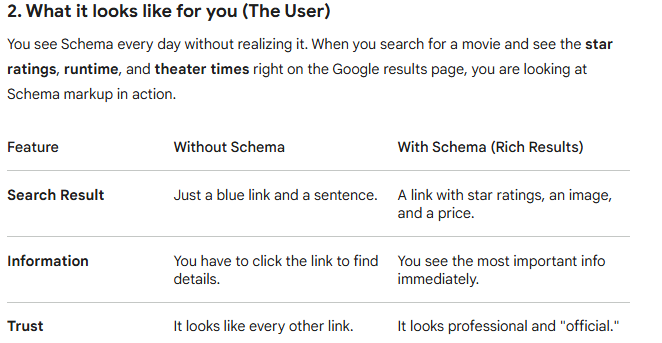 2. What it looks like for you (The User)
You see Schema every day without realizing it. When you search for a movie and see the star
ratings, runtime, and theater times right on the Google results page, you are looking at
Schema markup in action.
Feature Without Schema With Schema (Rich Results)
Search Result Just a blue link and a sentence. A link with star ratings, an image,
and a price.
Information You have to click the link to find You see the most important info
details. immediately.
Trust It looks like every other link. It looks professional and "official."